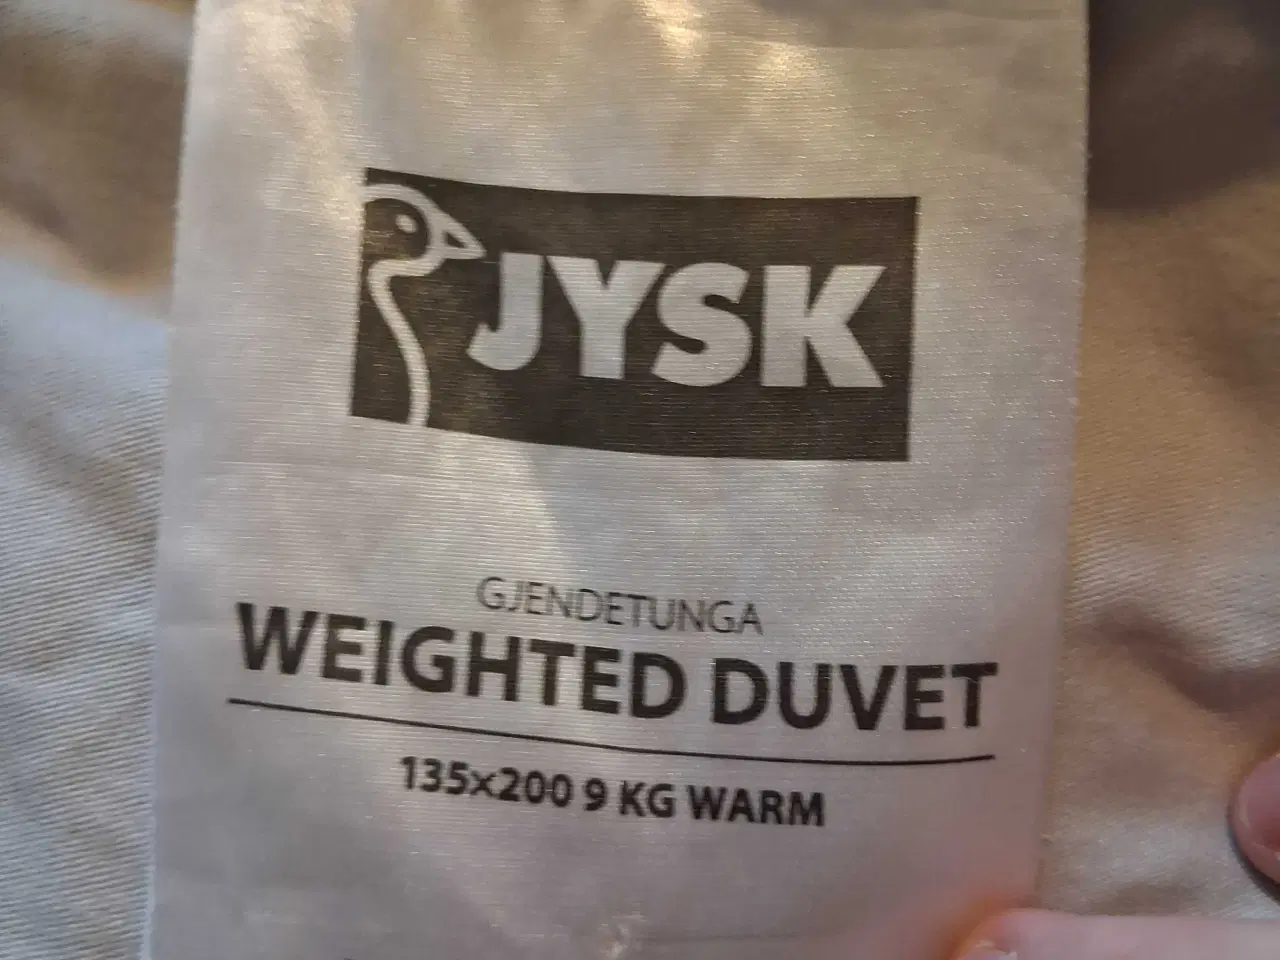 JYSK
GJENDETUNGA
WEIGHTED DUVET
135x200 9 KG WARM